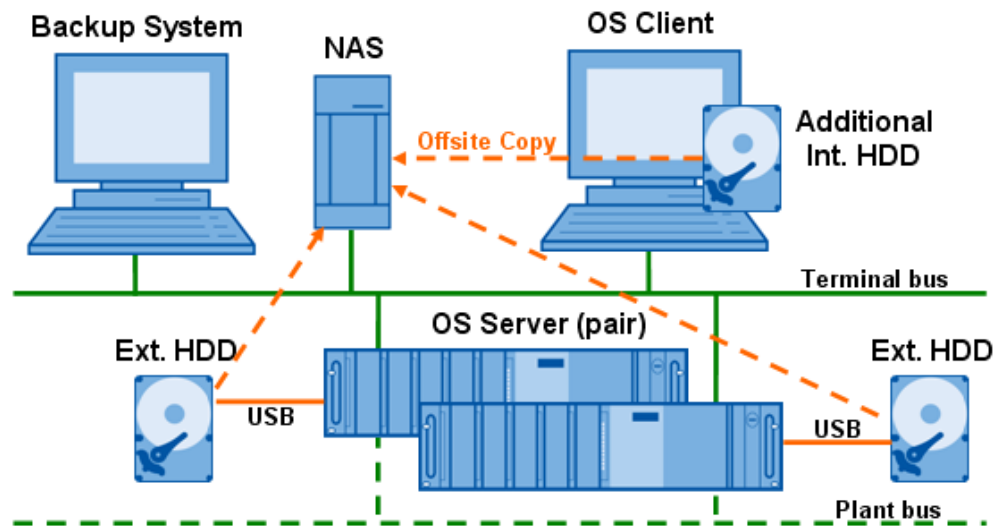 Backup System
NAS
OS Client
Additional
Int. HDD
Offsite Copy
Terminal bus
OS Server (pair)
Ext. HDD
Ext. HDD
USB
USB
Plant bus